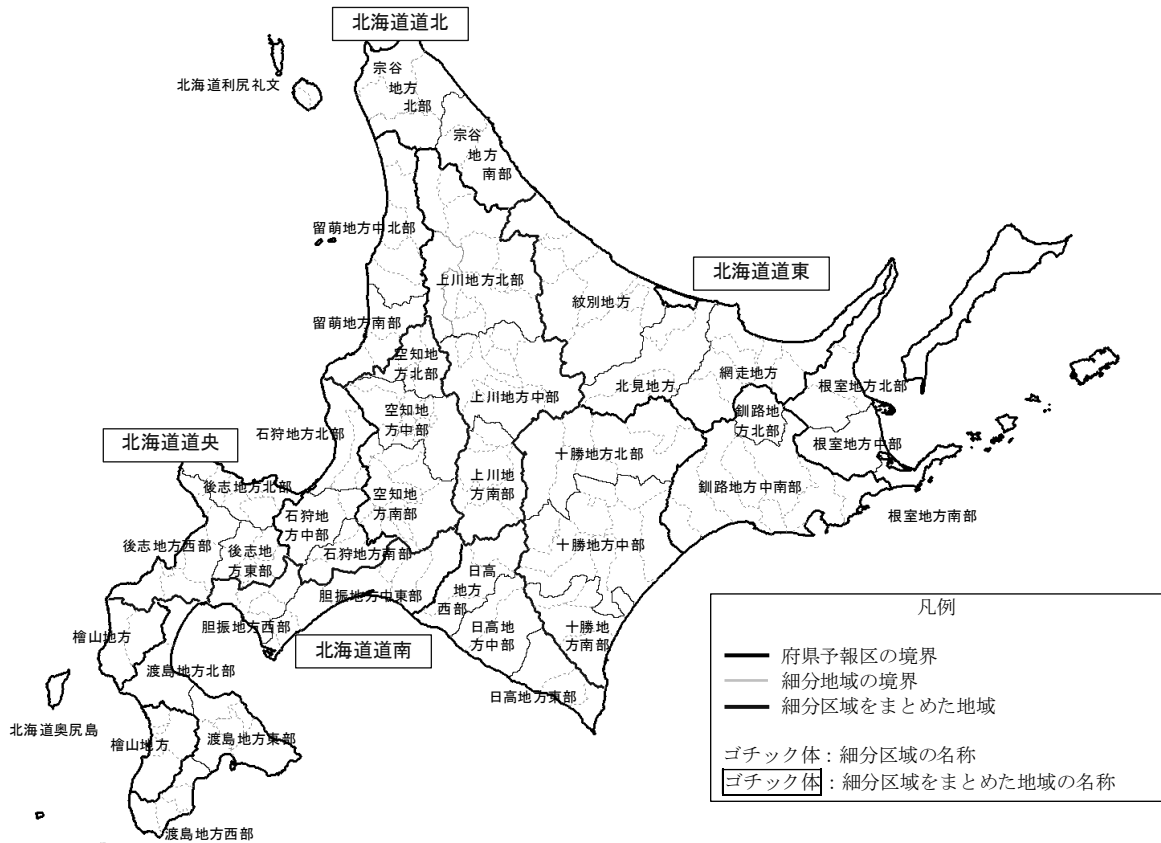 北海道道北
宗谷
地方
北部
北海道利尻礼文
宗谷
地方
南部
留萌地方中北部
上川地方北部
北海道道東
紋別地方
留萌地方南部
空知地
方北部
上川地方中部
北見地方
網走地方
根室地方北部
釧路地
方北部
空知地
方中部
石狩地方北部
北海道道央
根室地方中部
十勝地方北部
上川地
方南部
後志地方北部
空知地
方南部
釧路地方中南部
根室地方南部
石狩地
方中部
後志地方西部
後志地
方東部
石狩地方南部
十勝地方中部
日高
地方
西部
胆振地方中東部
胆振地方西部
檜山地方
北海道道南
日高地
方中部
十勝地
方南部
渡島地方北部
日高地方東部
北海道奥尻島
檜山地方
渡島地方東部
渡島地方西部
凡例
府県予報区の境界
細分地域の境界
細分区域をまとめた地域
ゴチック体：細分区域の名称
ゴチック体：細分区域をまとめた地域の名称